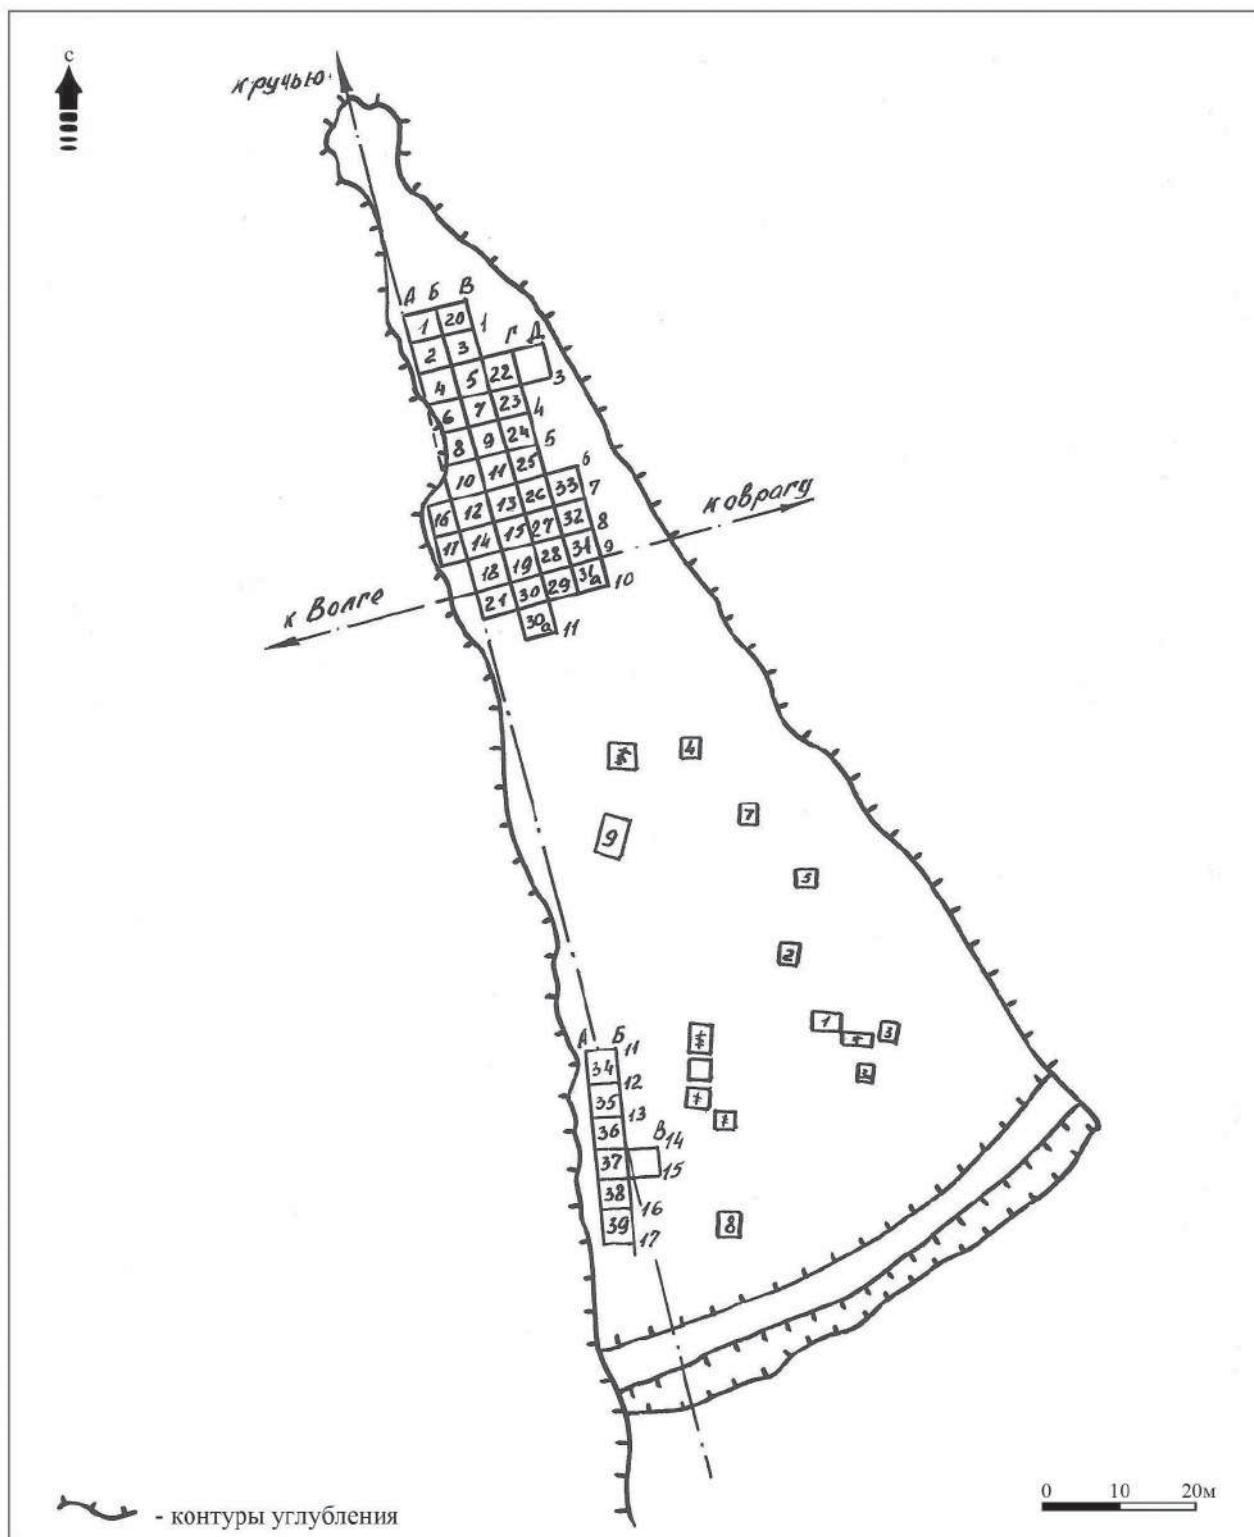 с
к ручью
А Б В
1 20 1
2 3 Г Д
4 5 22 3
6 7 23 4
8 9 24 5
10 11 25 6
16 12 13 26 33 7
17 14 15 27 32 8
18 19 28 31 9
21 30 29 31а 10
30а 11
к оврагу
к Волге
4
7
9
5
2
1
3
А Б 11
34 12
35 13
36 В 14
37 15
38 16
39 17
8
- контуры углубления
0 10 20м